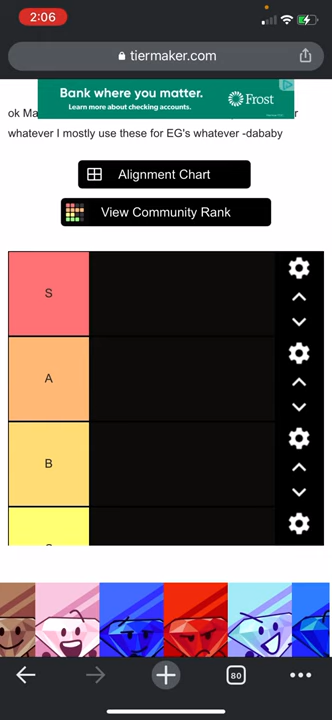 2:06
tiermaker.com
Bank where you matter.
Learn more about checking accounts.
Frost
ok Ma
r
whatever I mostly use these for EG's whatever -dababy
Alignment Chart
View Community Rank
S
A
B
80